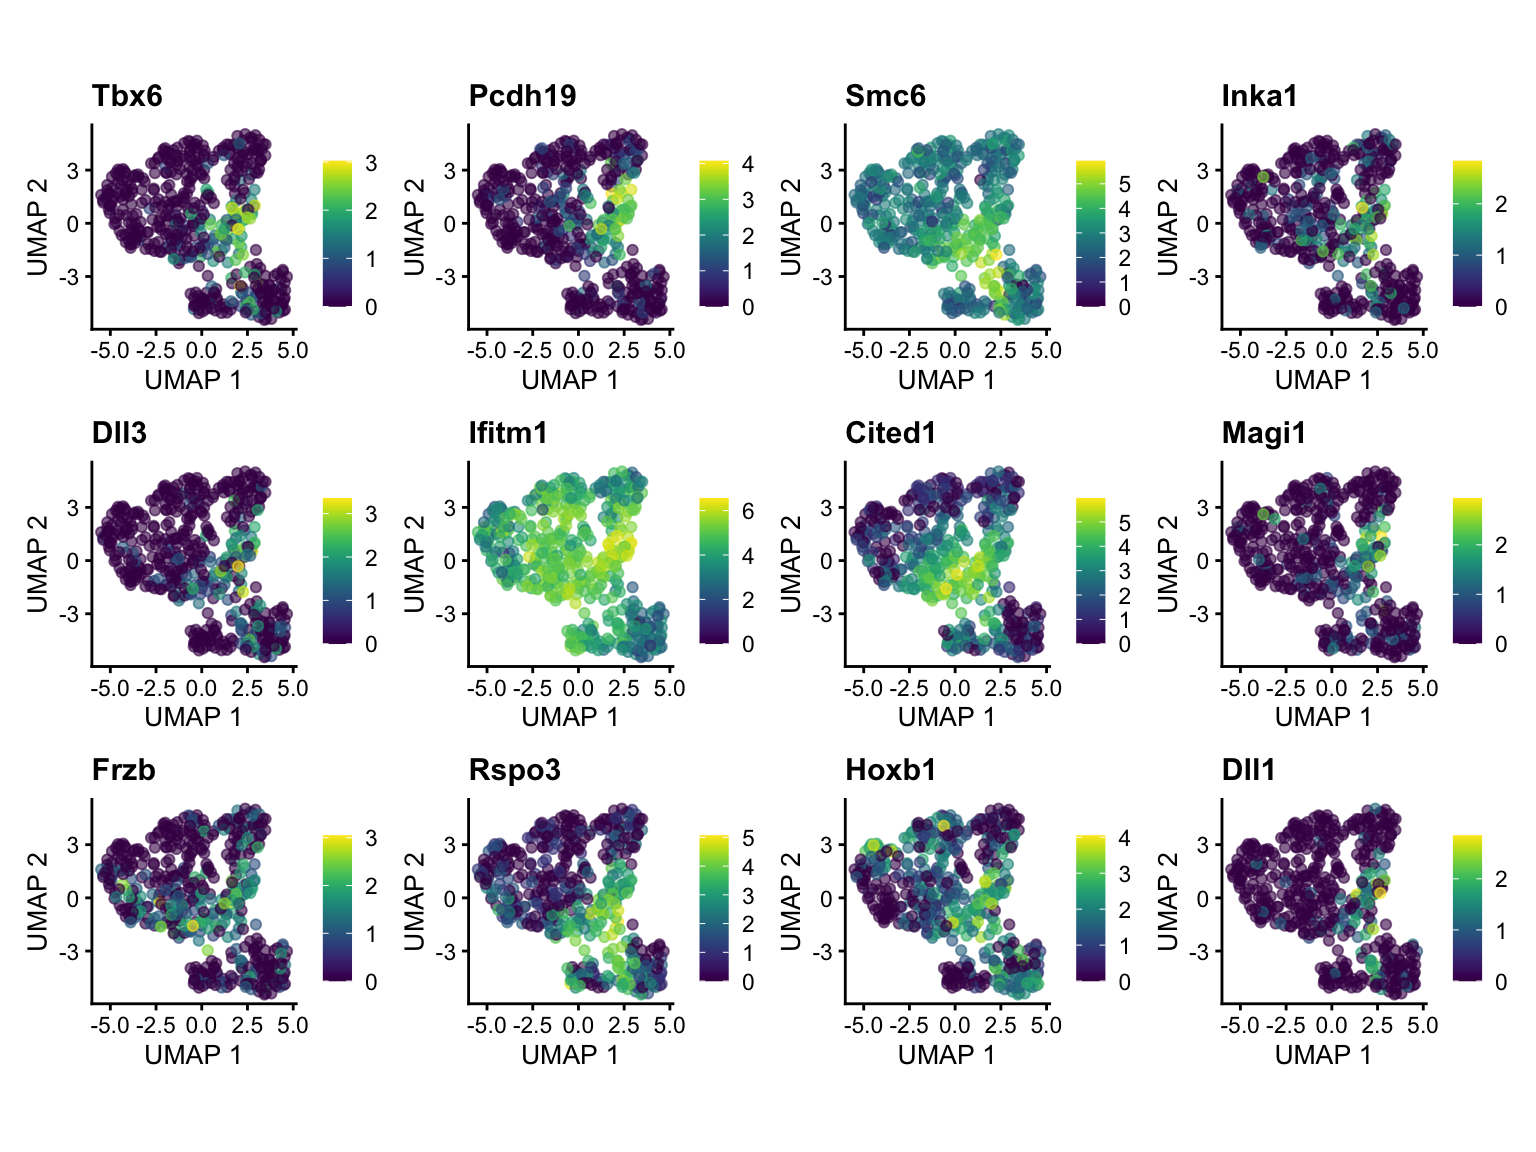 Tbx6 Pcdh19 Smc6 Inka1
UMAP 2 3 0 -3 3 2 1 0 UMAP 2 3 0 -3 4 3 2 1 0 UMAP 2 3 0 -3 5 4 3 2 1 0 UMAP 2 3 0 -3 2 1 0
-5.0 -2.5 0.0 2.5 5.0 -5.0 -2.5 0.0 2.5 5.0 -5.0 -2.5 0.0 2.5 5.0 -5.0 -2.5 0.0 2.5 5.0
UMAP 1 UMAP 1 UMAP 1 UMAP 1
Dll3 Ifitm1 Cited1 Magi1
UMAP 2 3 0 -3 3 2 1 0 UMAP 2 3 0 -3 6 4 2 0 UMAP 2 3 0 -3 5 4 3 2 1 0 UMAP 2 3 0 -3 2 1 0
-5.0 -2.5 0.0 2.5 5.0 -5.0 -2.5 0.0 2.5 5.0 -5.0 -2.5 0.0 2.5 5.0 -5.0 -2.5 0.0 2.5 5.0
UMAP 1 UMAP 1 UMAP 1 UMAP 1
Frzb Rspo3 Hoxb1 Dll1
UMAP 2 3 0 -3 3 2 1 0 UMAP 2 3 0 -3 5 4 3 2 1 0 UMAP 2 3 0 -3 4 3 2 1 0 UMAP 2 3 0 -3 2 1 0
-5.0 -2.5 0.0 2.5 5.0 -5.0 -2.5 0.0 2.5 5.0 -5.0 -2.5 0.0 2.5 5.0 -5.0 -2.5 0.0 2.5 5.0
UMAP 1 UMAP 1 UMAP 1 UMAP 1